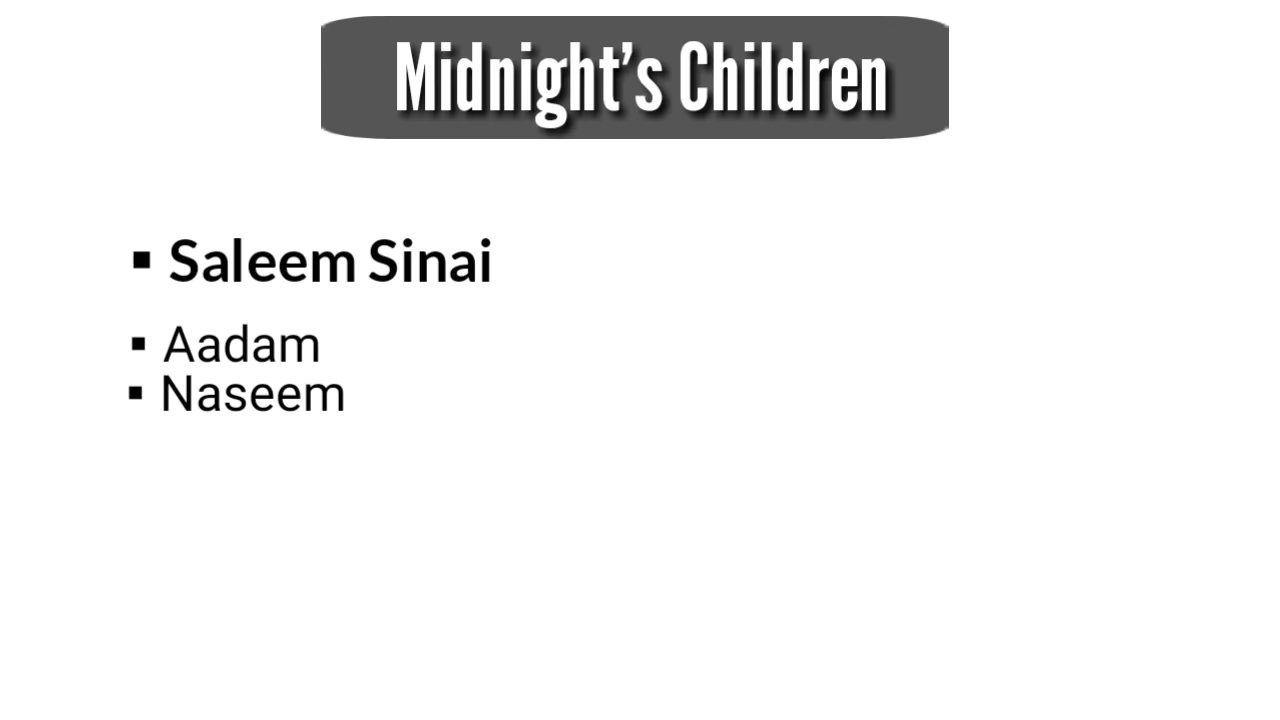 Midnight’s Children
▪ Saleem Sinai
▪ Aadam
▪ Naseem